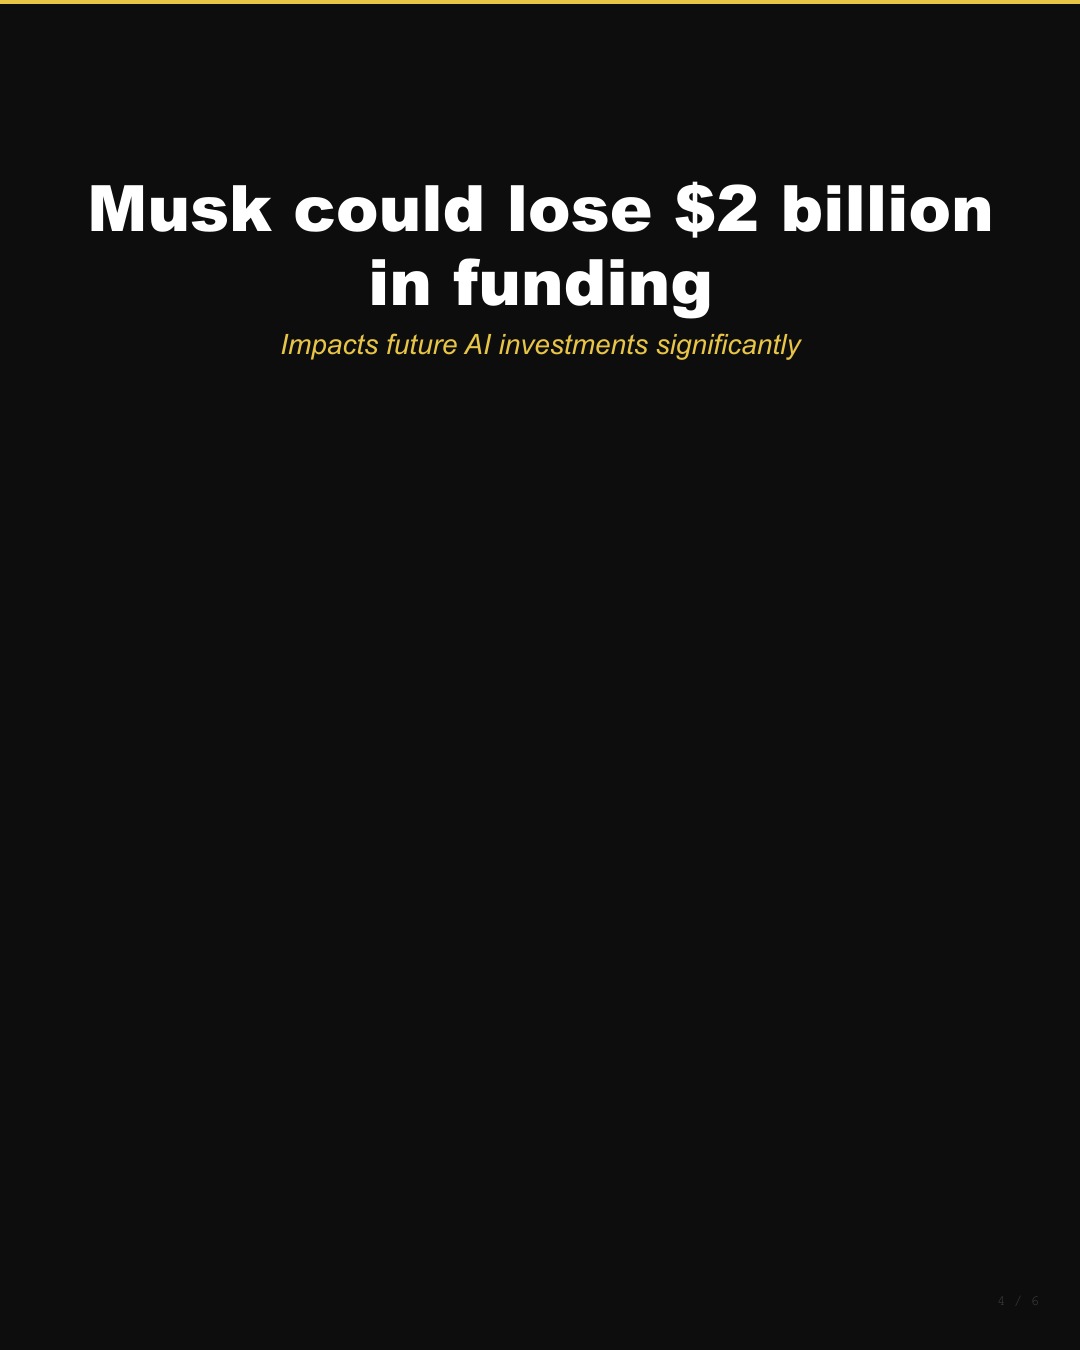 Musk could lose $2 billion
in funding
Impacts future AI investments significantly
4 / 6